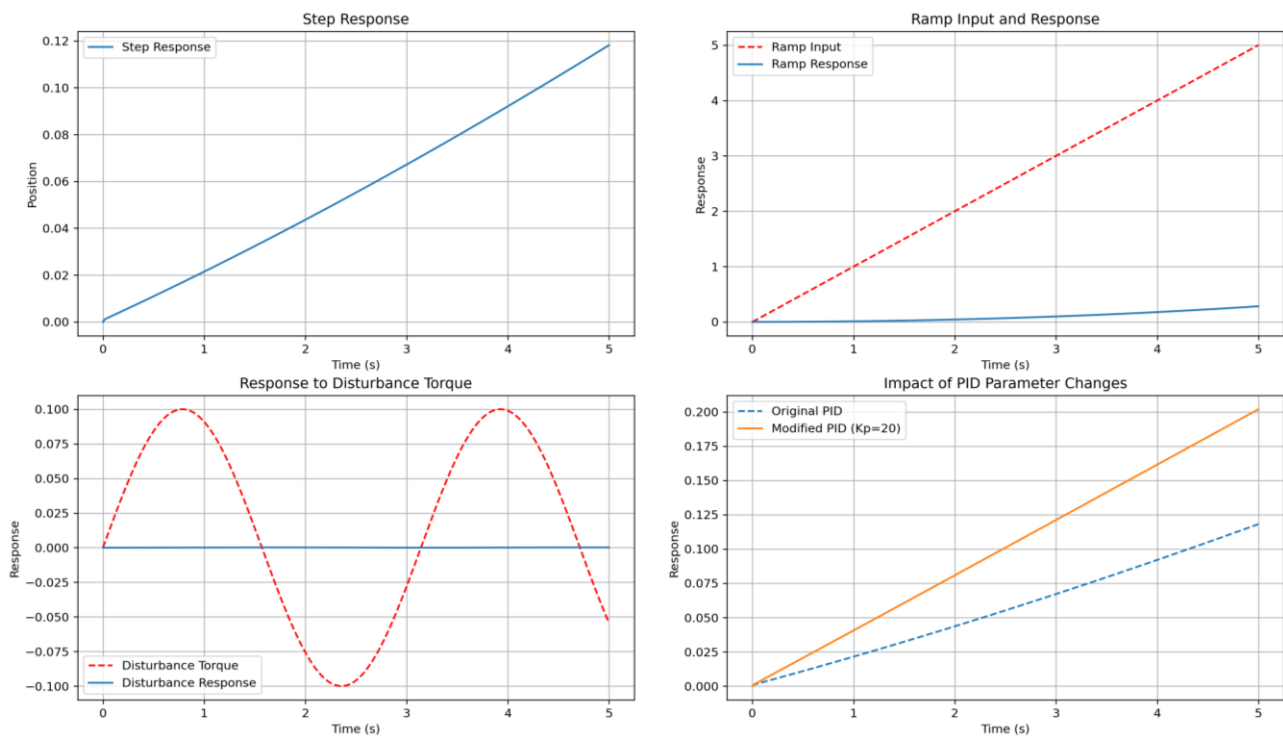 Step Response
Step Response
0.12
0.10
0.08
0.06
0.04
0.02
0.00
Position
0
1
2
3
4
5
Time (s)
Ramp Input and Response
Ramp Input
Ramp Response
5
4
3
2
1
0
Response
0
1
2
3
4
5
Time (s)
Response to Disturbance Torque
0.100
0.075
0.050
0.025
0.000
−0.025
−0.050
−0.075
−0.100
Response
Disturbance Torque
Disturbance Response
0
1
2
3
4
5
Time (s)
Impact of PID Parameter Changes
Original PID
Modified PID (Kp=20)
0.200
0.175
0.150
0.125
0.100
0.075
0.050
0.025
0.000
Response
0
1
2
3
4
5
Time (s)